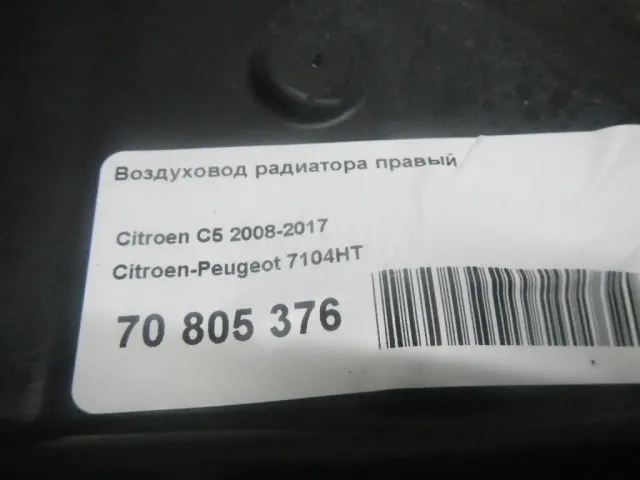 Воздуховод радиатора правый
Citroen C5 2008-2017
Citroen-Peugeot 7104HT
70 805 376